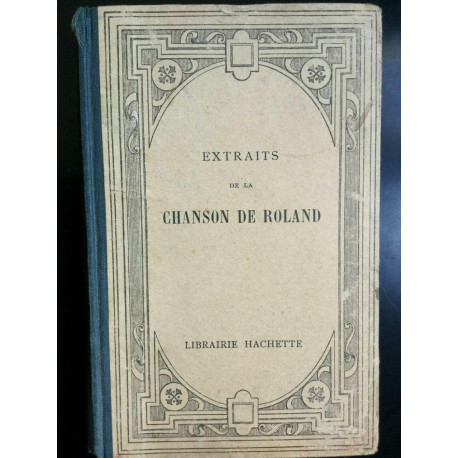 EXTRAITS
DE LA
CHANSON DE ROLAND
LIBRAIRIE HACHETTE